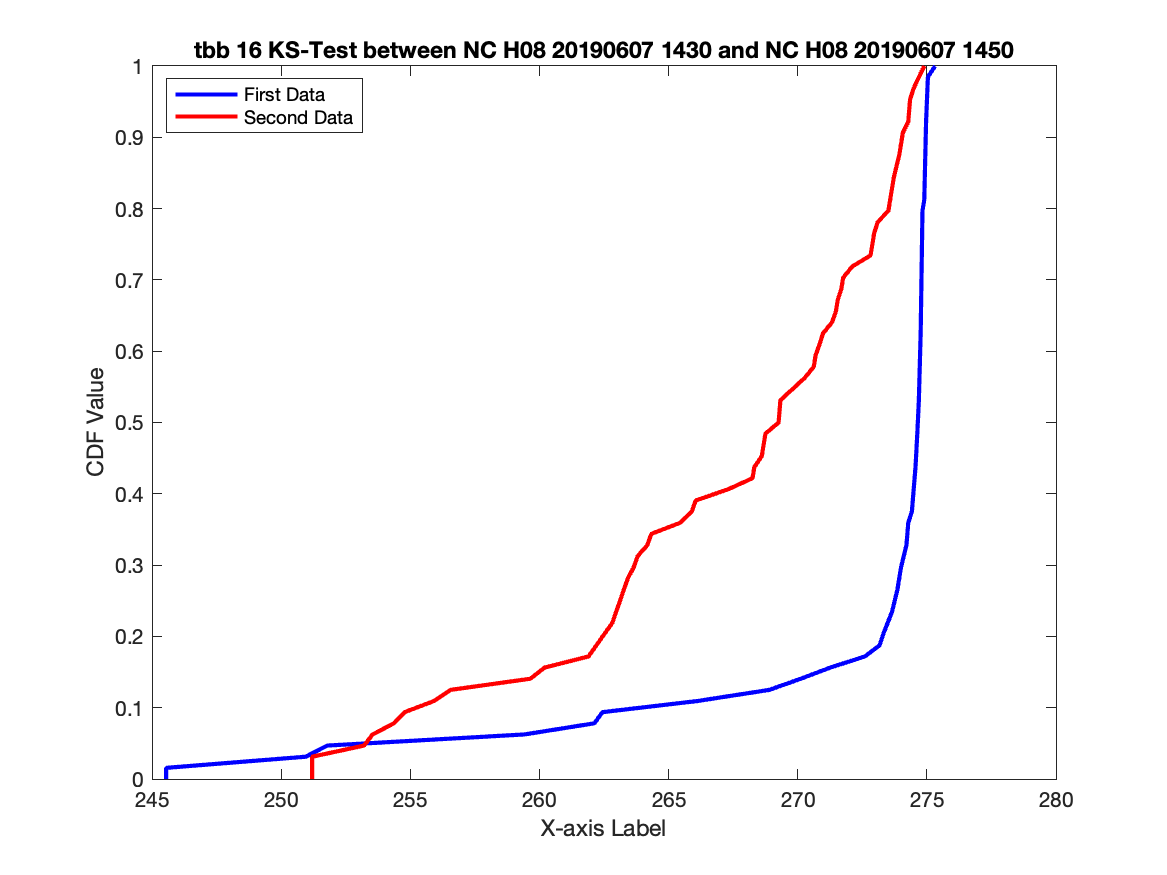 tbb 16 KS-Test between NC H08 20190607 1430 and NC H08 20190607 1450
First Data
Second Data
CDF Value
1
0.9
0.8
0.7
0.6
0.5
0.4
0.3
0.2
0.1
0
245 250 255 260 265 270 275 280
X-axis Label